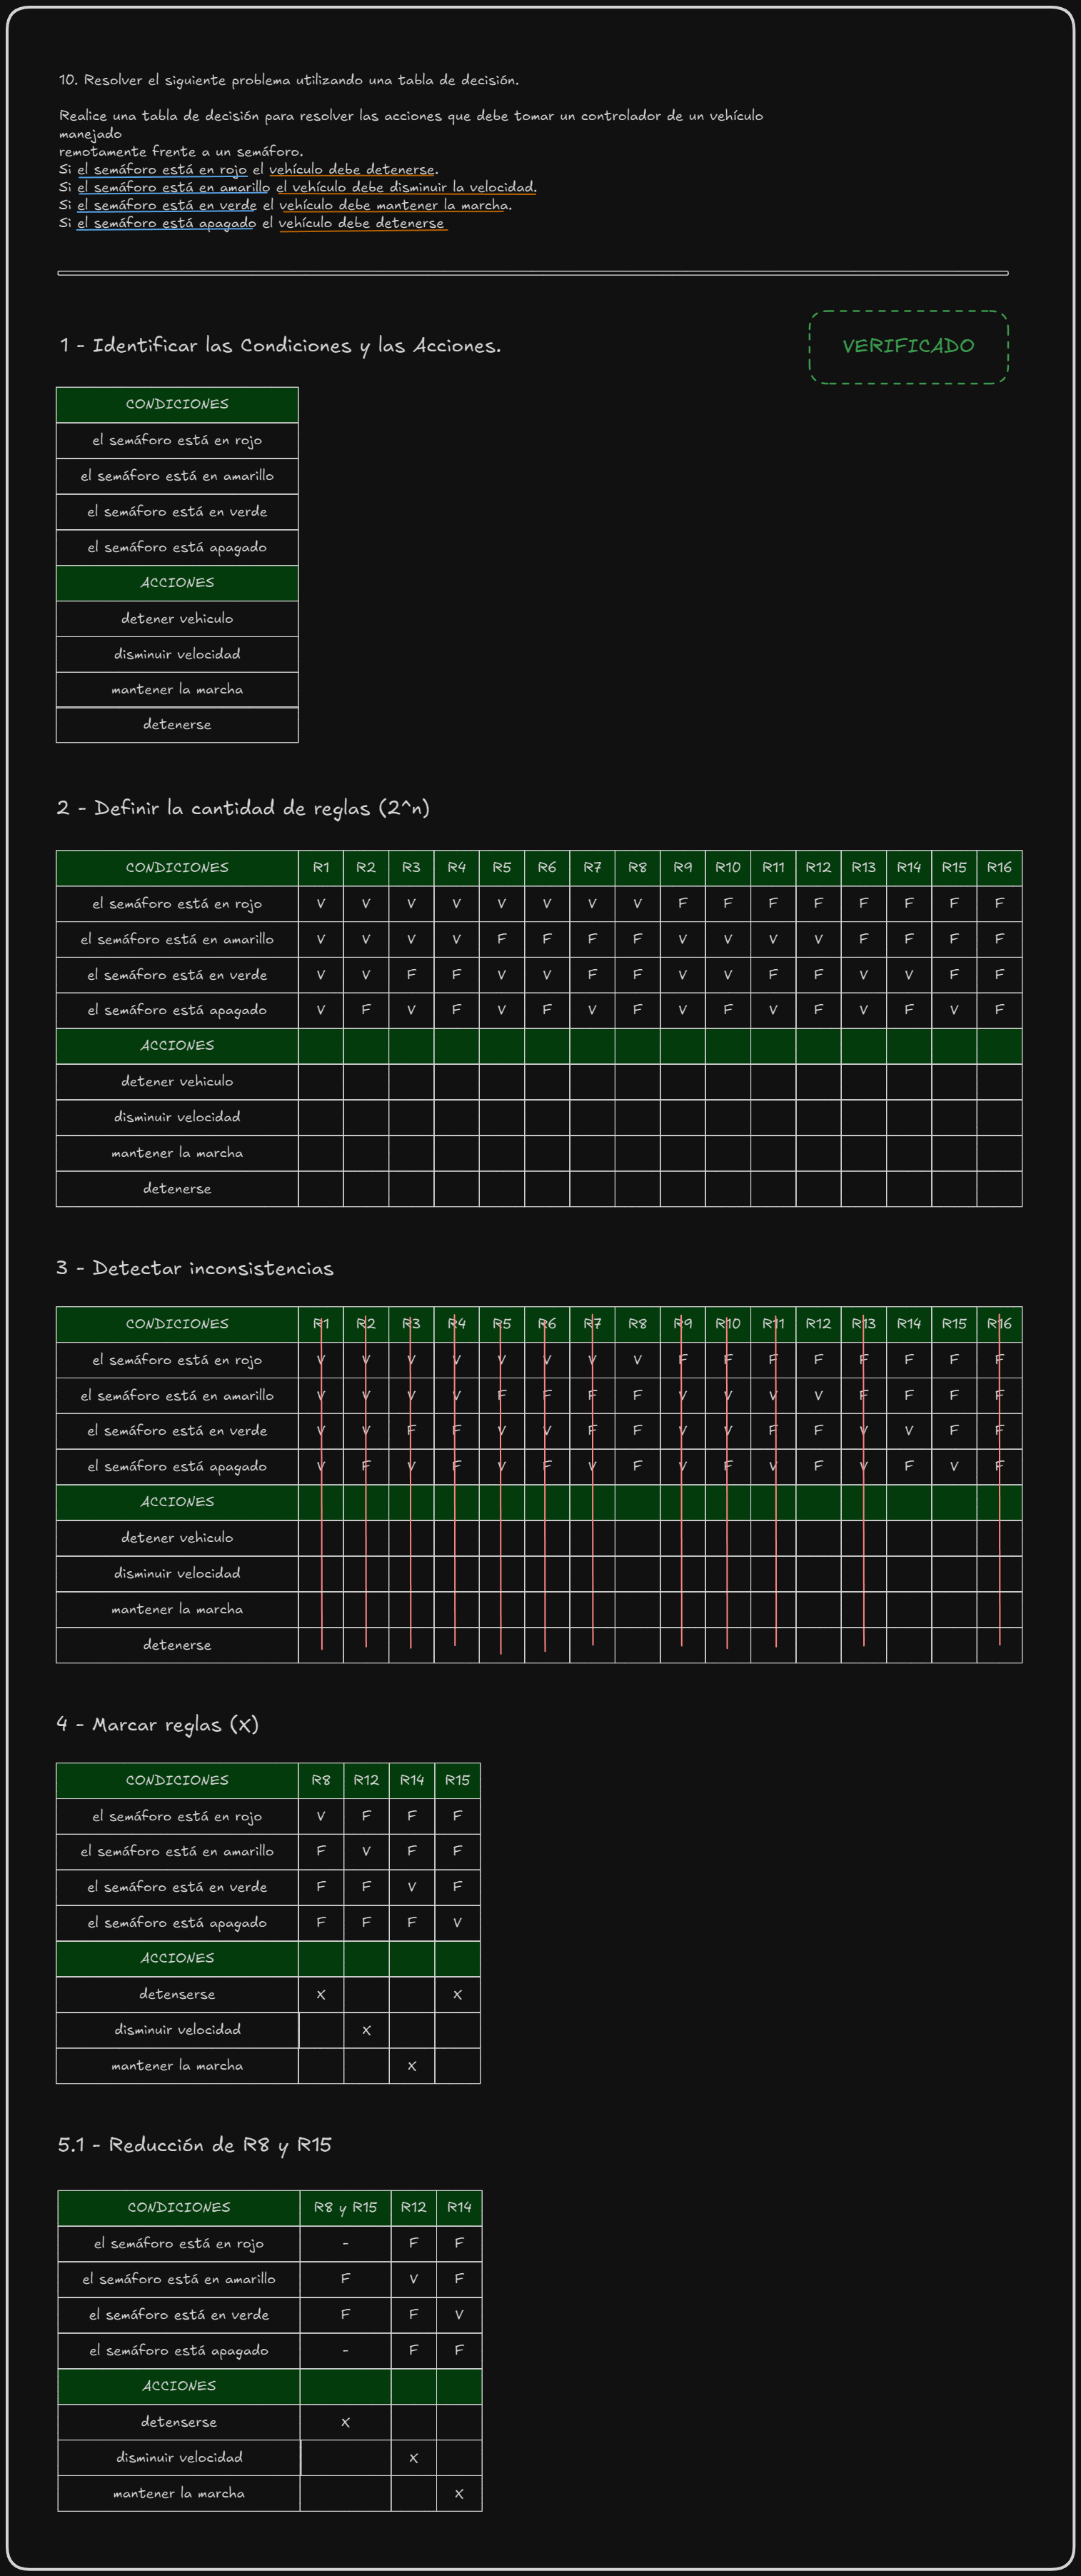 10. Resolver el siguiente problema utilizando una tabla de decisión.
Realice una tabla de decisión para resolver las acciones que debe tomar un controlador de un vehículo
manejado
remotamente frente a un semáforo.
Si el semáforo está en rojo el vehículo debe detenerse.
Si el semáforo está en amarillo el vehículo debe disminuir la velocidad.
Si el semáforo está en verde el vehículo debe mantener la marcha.
Si el semáforo está apagado el vehículo debe detenerse
1 - Identificar las Condiciones y las Acciones.
VERIFICADO
CONDICIONES
el semáforo está en rojo
el semáforo está en amarillo
el semáforo está en verde
el semáforo está apagado
ACCIONES
detener vehiculo
disminuir velocidad
mantener la marcha
detenerse
2 - Definir la cantidad de reglas (2^n)
CONDICIONES R1 R2 R3 R4 R5 R6 R7 R8 R9 R10 R11 R12 R13 R14 R15 R16
el semáforo está en rojo V V V V V V V V F F F F F F F F
el semáforo está en amarillo V V V V F F F F V V V V F F F F
el semáforo está en verde V V F F V V F F V V F F V V F F
el semáforo está apagado V F V F V F V F V F V F V F V F
ACCIONES
detener vehiculo
disminuir velocidad
mantener la marcha
detenerse
3 - Detectar inconsistencias
CONDICIONES R1 R2 R3 R4 R5 R6 R7 R8 R9 R10 R11 R12 R13 R14 R15 R16
el semáforo está en rojo V V V V V V V V F F F F F F F F
el semáforo está en amarillo V V V V F F F F V V V V F F F F
el semáforo está en verde V V F F V V F F V V F F V V F F
el semáforo está apagado V F V F V F V F V F V F V F V F
ACCIONES
detener vehiculo
disminuir velocidad
mantener la marcha
detenerse
4 - Marcar reglas (x)
CONDICIONES R8 R12 R14 R15
el semáforo está en rojo V F F F
el semáforo está en amarillo F V F F
el semáforo está en verde F F V F
el semáforo está apagado F F F V
ACCIONES
detenserse X X
disminuir velocidad X
mantener la marcha X
5.1 - Reducción de R8 y R15
CONDICIONES R8 y R15 R12 R14
el semáforo está en rojo - F F
el semáforo está en amarillo F V F
el semáforo está en verde F F V
el semáforo está apagado - F F
ACCIONES
detenserse X
disminuir velocidad X
mantener la marcha X